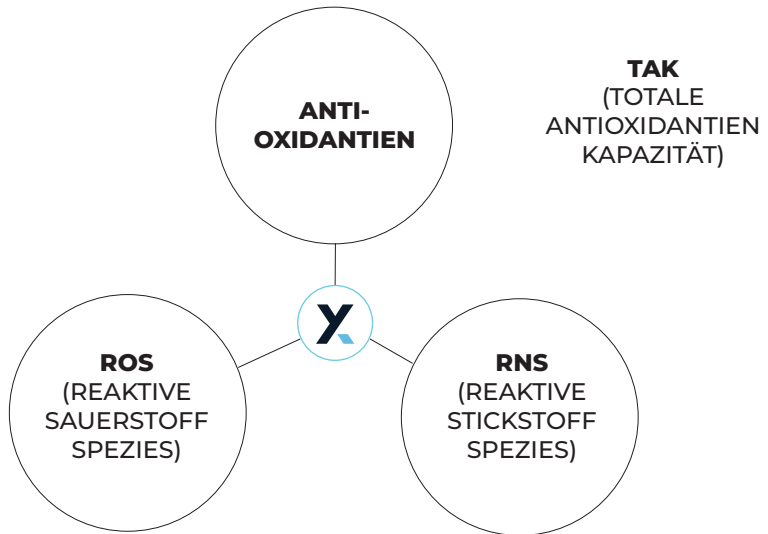 ANTI-
OXIDANTIEN
TAK
(TOTALE
ANTIOXIDANTIEN
KAPAZITÄT)
ROS
(REAKTIVE
SAUERSTOFF
SPEZIES)
RNS
(REAKTIVE
STICKSTOFF
SPEZIES)